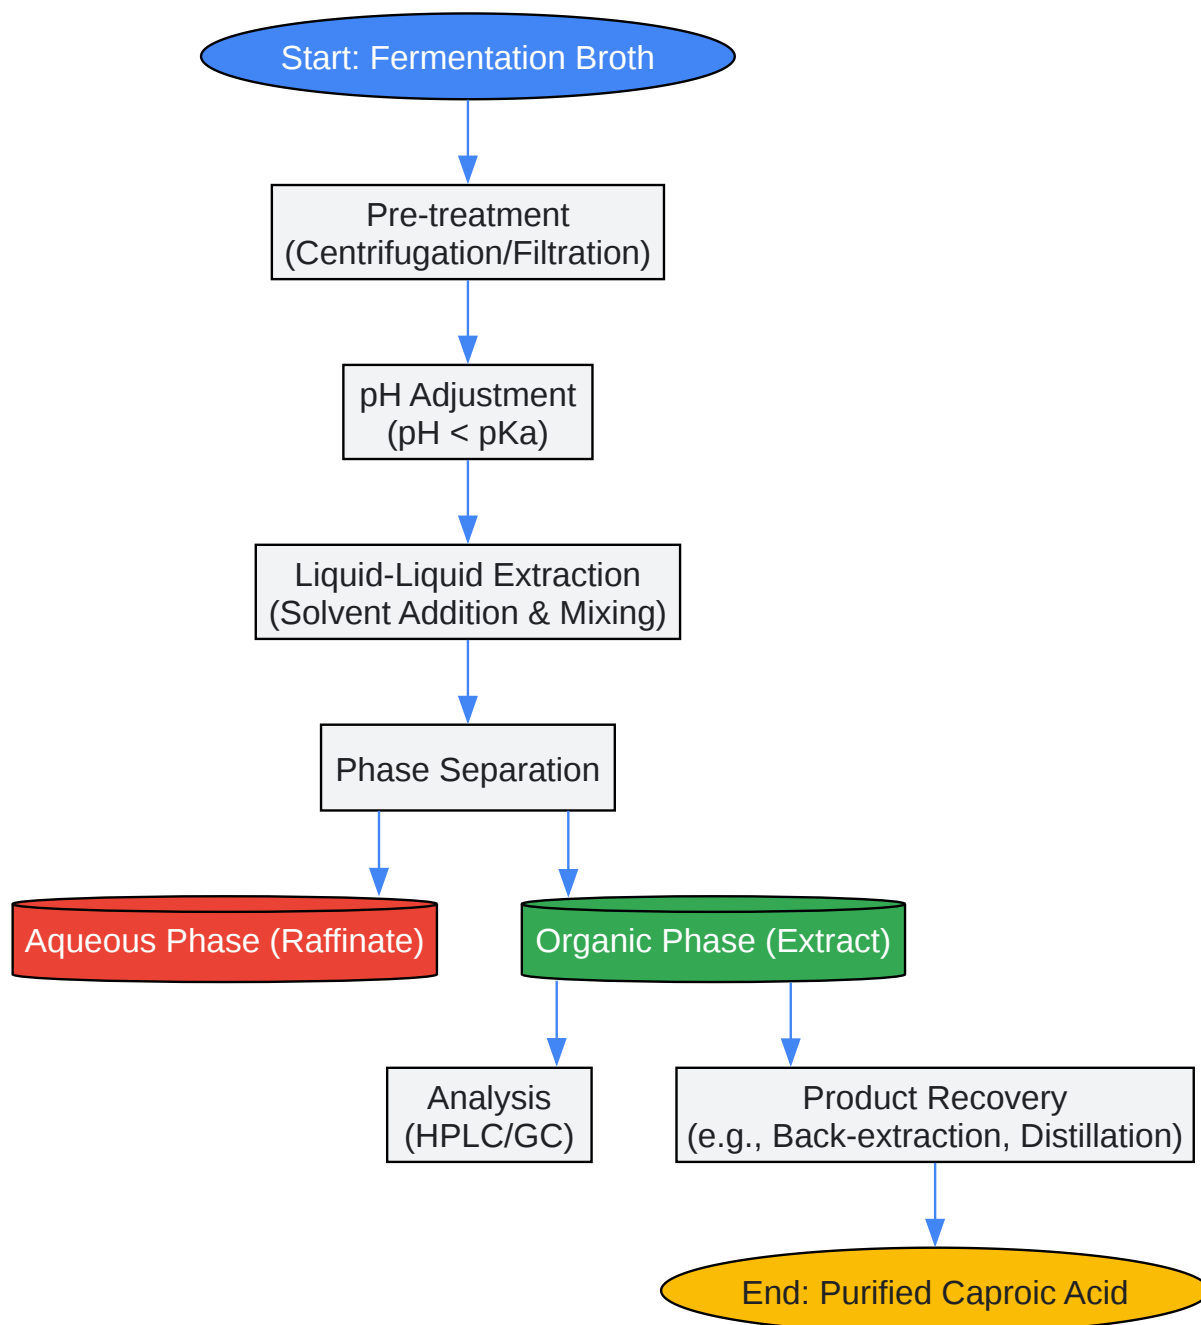 Start: Fermentation Broth
Pre-treatment
(Centrifugation/Filtration)
pH Adjustment
(pH < pKa)
Liquid-Liquid Extraction
(Solvent Addition & Mixing)
Phase Separation
Aqueous Phase (Raffinate)
Organic Phase (Extract)
Analysis
(HPLC/GC)
Product Recovery
(e.g., Back-extraction, Distillation)
End: Purified Caproic Acid